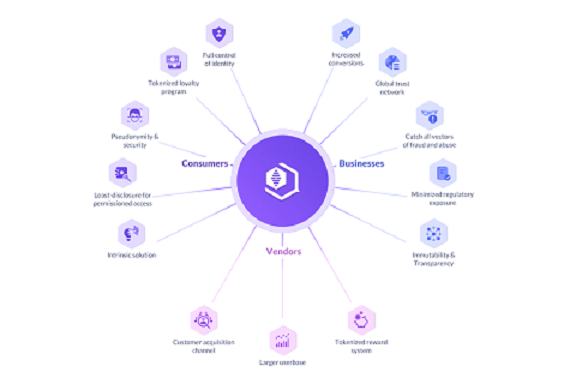 Full control
of identity
Increased
conversions
Tokenized loyalty
program
Global trust
network
Pseudonymity &
security
Catch all vectors
of fraud and abuse
Consumers
Businesses
Least-disclosure for
permissioned access
Minimized regulatory
exposure
Intrinsic solution
Immutability &
Transparency
Vendors
Customer acquisition
channel
Larger userbase
Tokenized reward
system